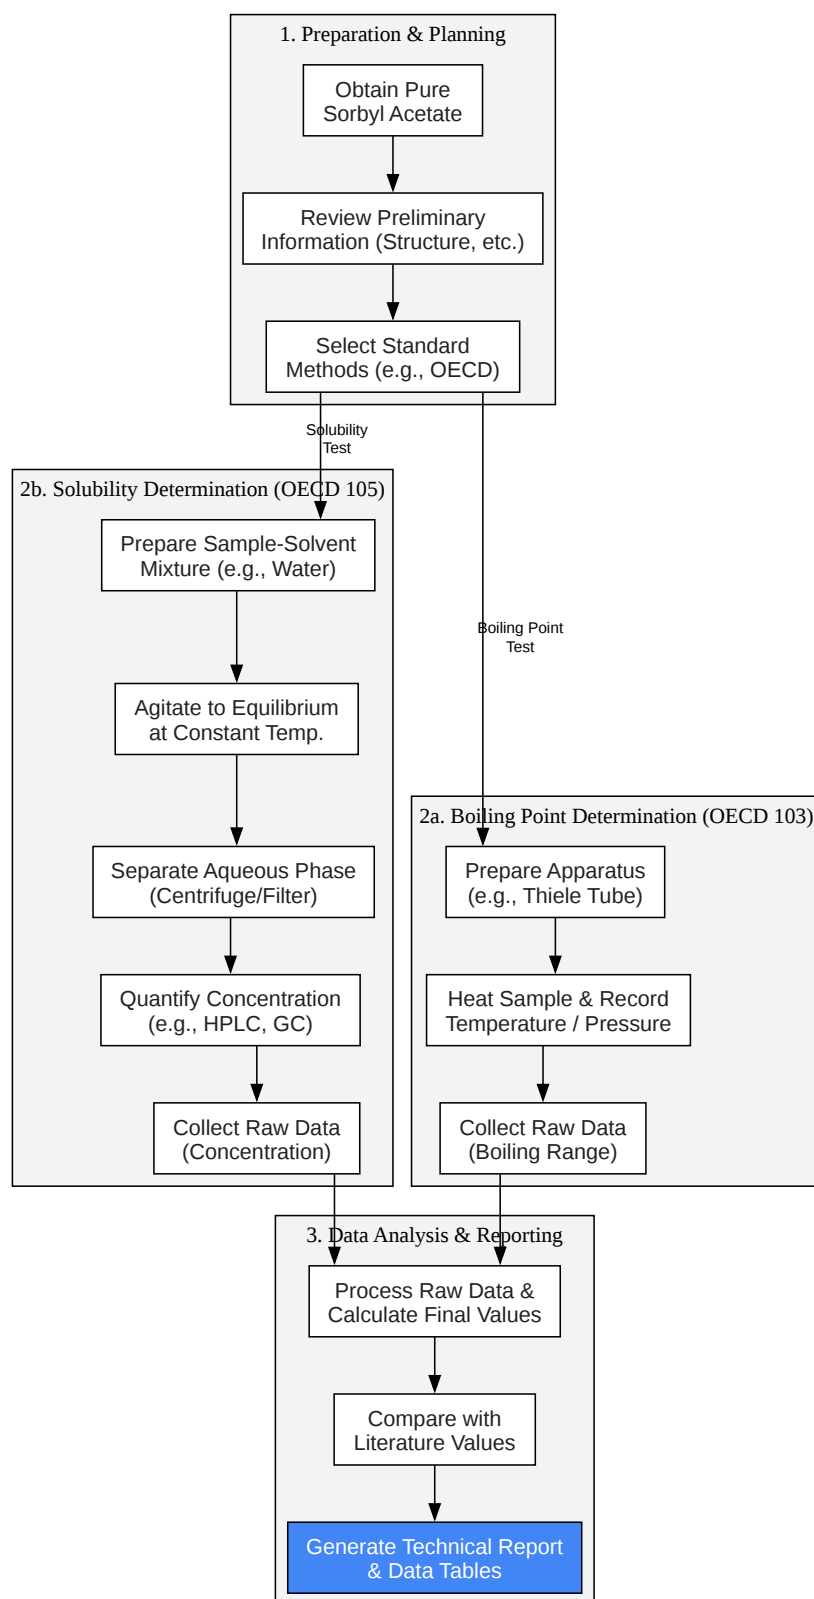 1. Preparation & Planning
Obtain Pure
Sorbyl Acetate
Review Preliminary
Information (Structure, etc.)
Select Standard
Methods (e.g., OECD)
Solubility
Test
2b. Solubility Determination (OECD 105)
Prepare Sample-Solvent
Mixture (e.g., Water)
Agitate to Equilibrium
at Constant Temp.
Separate Aqueous Phase
(Centrifuge/Filter)
Quantify Concentration
(e.g., HPLC, GC)
Collect Raw Data
(Concentration)
Boiling Point
Test
2a. Boiling Point Determination (OECD 103)
Prepare Apparatus
(e.g., Thiele Tube)
Heat Sample & Record
Temperature / Pressure
Collect Raw Data
(Boiling Range)
3. Data Analysis & Reporting
Process Raw Data &
Calculate Final Values
Compare with
Literature Values
Generate Technical Report
& Data Tables